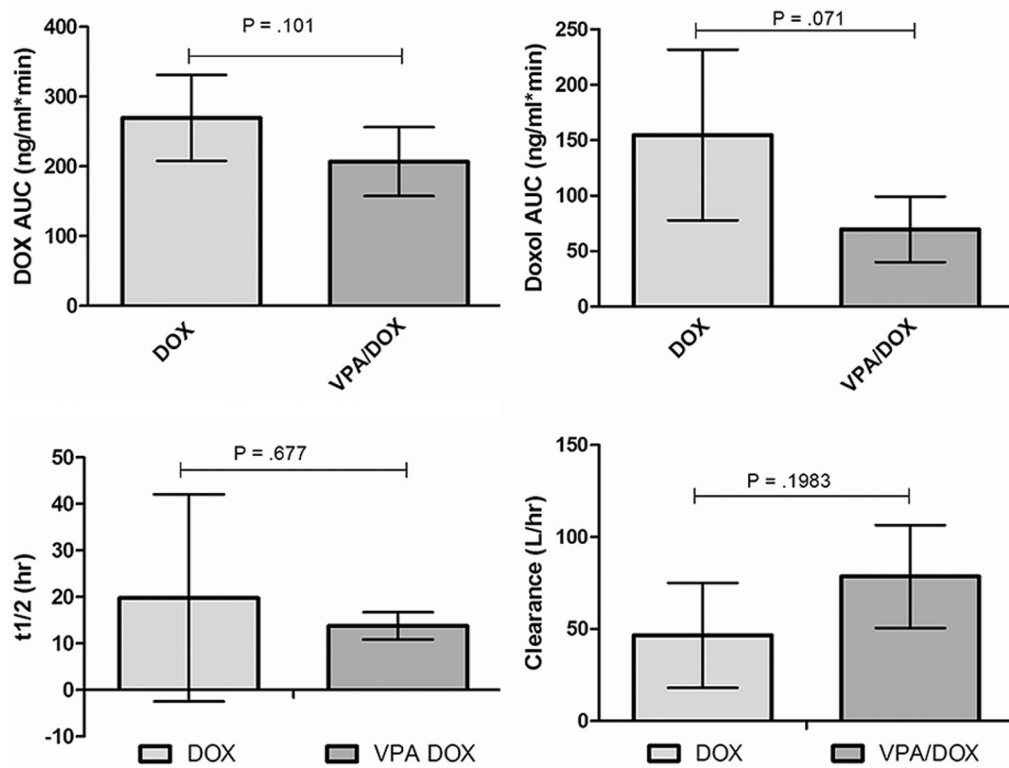 P = .101
DOX AUC (ng/ml*min)
400
300
200
100
0
DOX
VPA/DOX
P = .071
Doxol AUC (ng/ml*min)
250
200
150
100
50
0
DOX
VPA/DOX
P = .677
t1/2 (hr)
50
40
30
20
10
0
-10
DOX
VPA DOX
P = .1983
Clearance (L/hr)
150
100
50
0
DOX
VPA/DOX